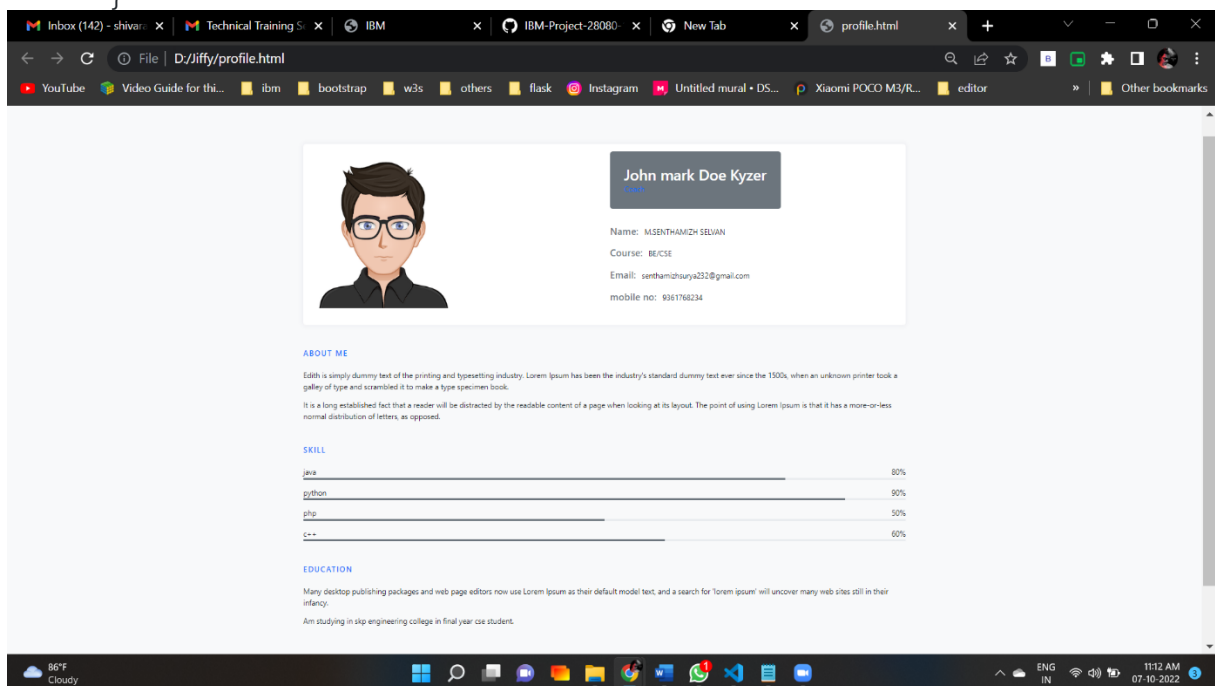 Inbox (142) - shivara
Technical Training Se
IBM
IBM-Project-28080-
New Tab
profile.html
File
D:/Jiffy/profile.html
YouTube
Video Guide for thi...
ibm
bootstrap
w3s
others
flask
Instagram
Untitled mural • DS...
Xiaomi POCO M3/R...
editor
»
Other bookmarks
John mark Doe Kyzer
Name: M.SENTHAMIZH SELVAN
Course: BE/CSE
Email: senthamizhsurya232@gmail.com
mobile no: 9361768234
ABOUT ME
Edith is simply dummy text of the printing and typesetting industry. Lorem Ipsum has been the industry's standard dummy text ever since the 1500s, when an unknown printer took a
galley of type and scrambled it to make a type specimen book.
It is a long established fact that a reader will be distracted by the readable content of a page when looking at its layout. The point of using Lorem Ipsum is that it has a more-or-less
normal distribution of letters, as opposed.
SKILL
java 80%
python 90%
php 50%
c++ 60%
EDUCATION
Many desktop publishing packages and web page editors now use Lorem Ipsum as their default model text, and a search for 'lorem ipsum' will uncover many web sites still in their
infancy.
Am studying in skp engineering college in final year cse student.
86°F
Cloudy
1
ENG
IN
11:12 AM
07-10-2022
3